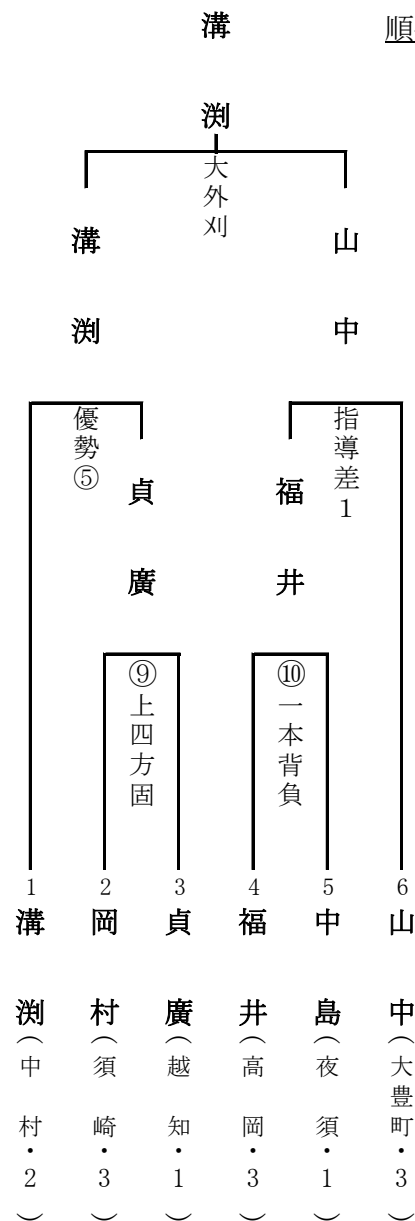 順
溝渕
大外刈
溝渕
山中
優勢⑤
指導差1
貞廣
福井
⑨上四方固
⑩一本背負
1
2
3
4
5
6
溝渕（中村・2）
岡村（須崎・3）
貞廣（越知・1）
福井（高岡・3）
中島（夜須・1）
山中（大豊町・3）